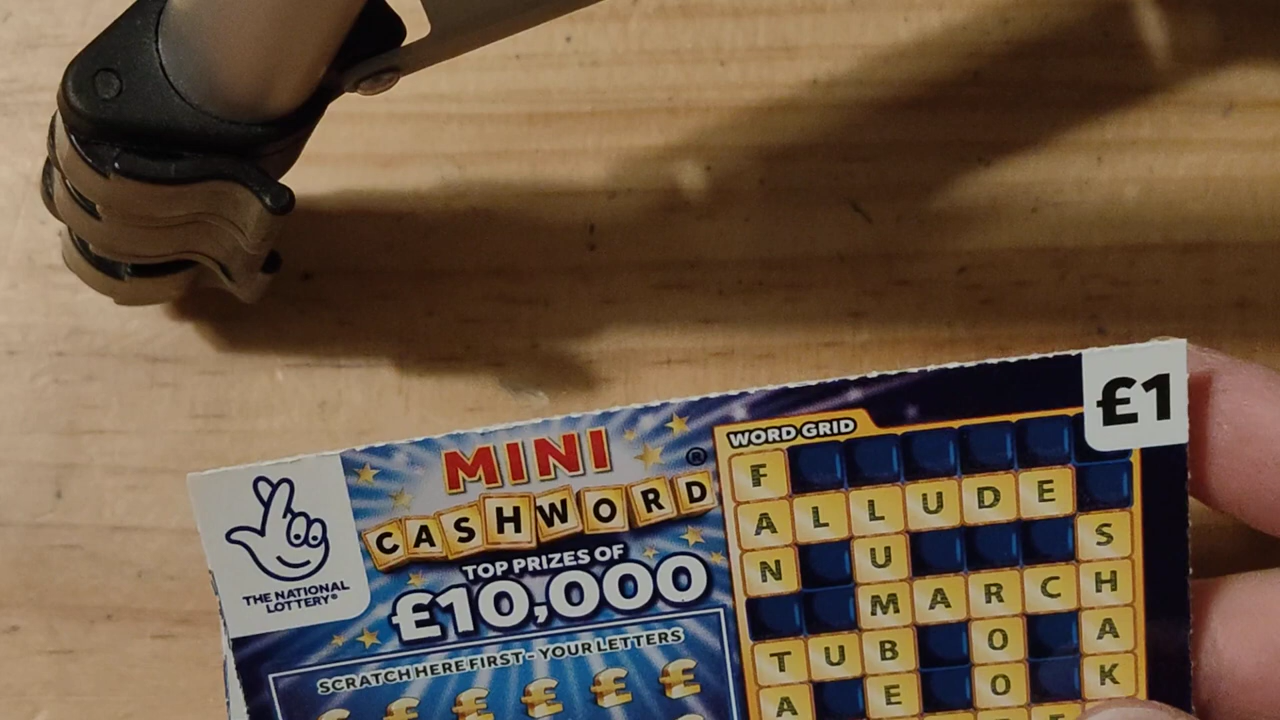 £1
WORD GRID
MINI
CASHWORD®
TOP PRIZES OF
£10,000
THE NATIONAL
LOTTERY®
SCRATCH HERE FIRST - YOUR LETTERS
£ £ £ £ £
F
ALLUDE
N U S
MARCH
O A
TUB O K
A E